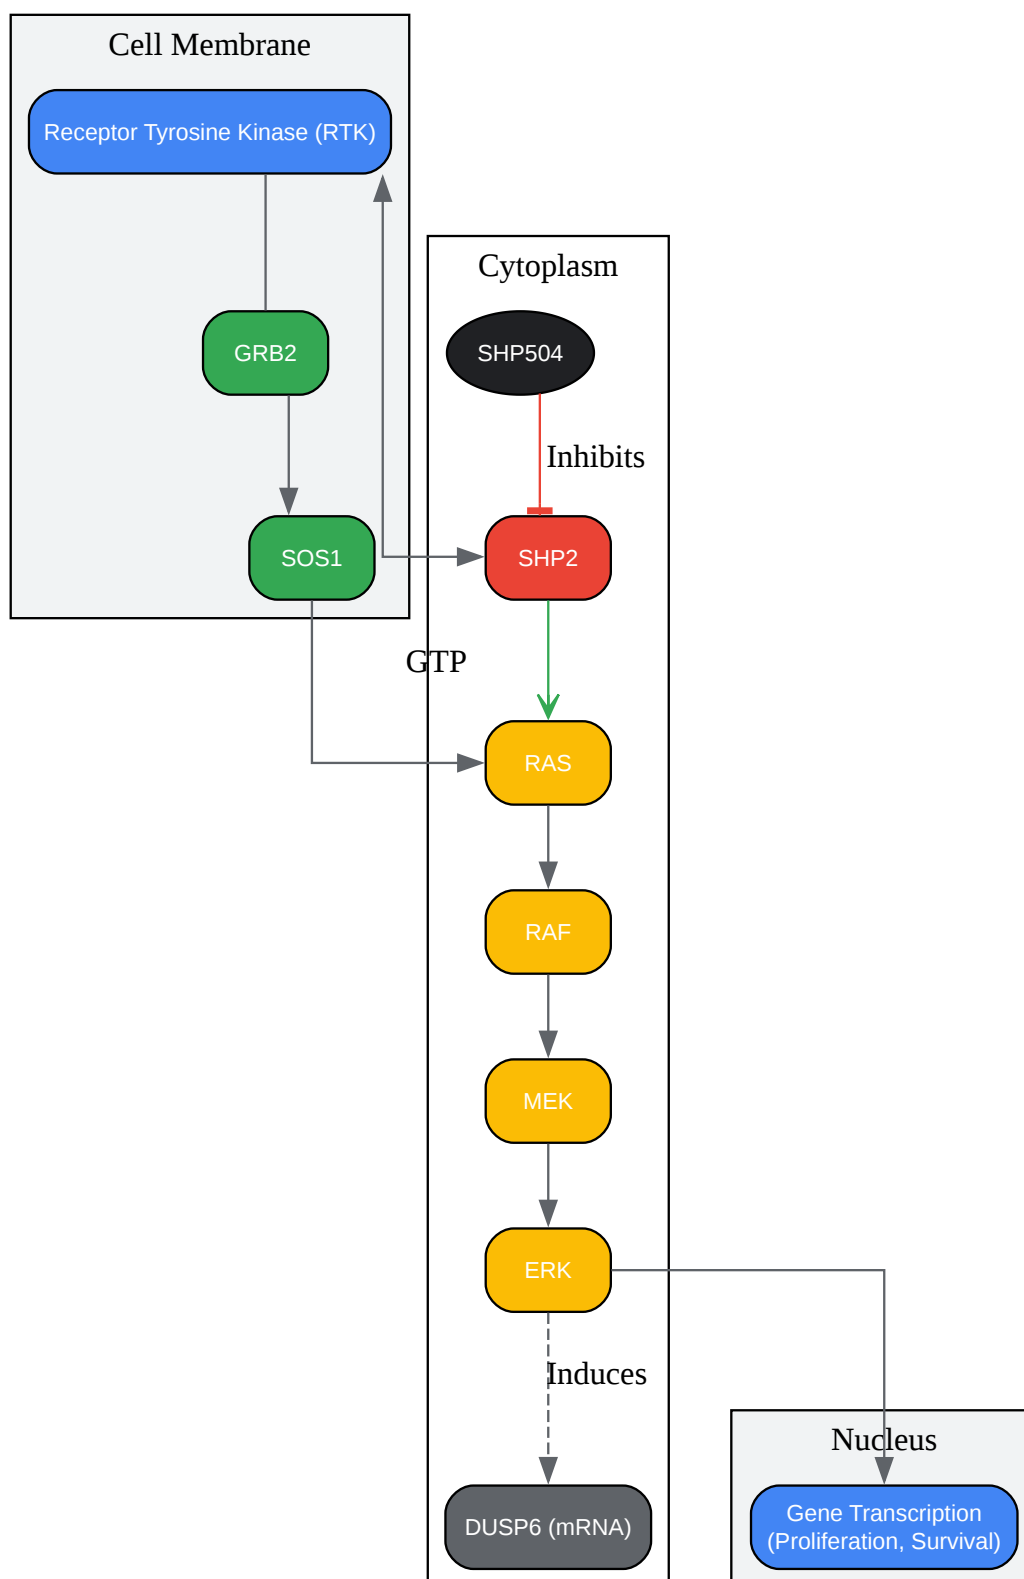 Cell Membrane
Receptor Tyrosine Kinase (RTK)
Cytoplasm
GRB2
SHP504
Inhibits
SOS1
SHP2
GTP
RAS
RAF
MEK
ERK
Induces
Nucleus
DUSP6 (mRNA)
Gene Transcription
(Proliferation, Survival)